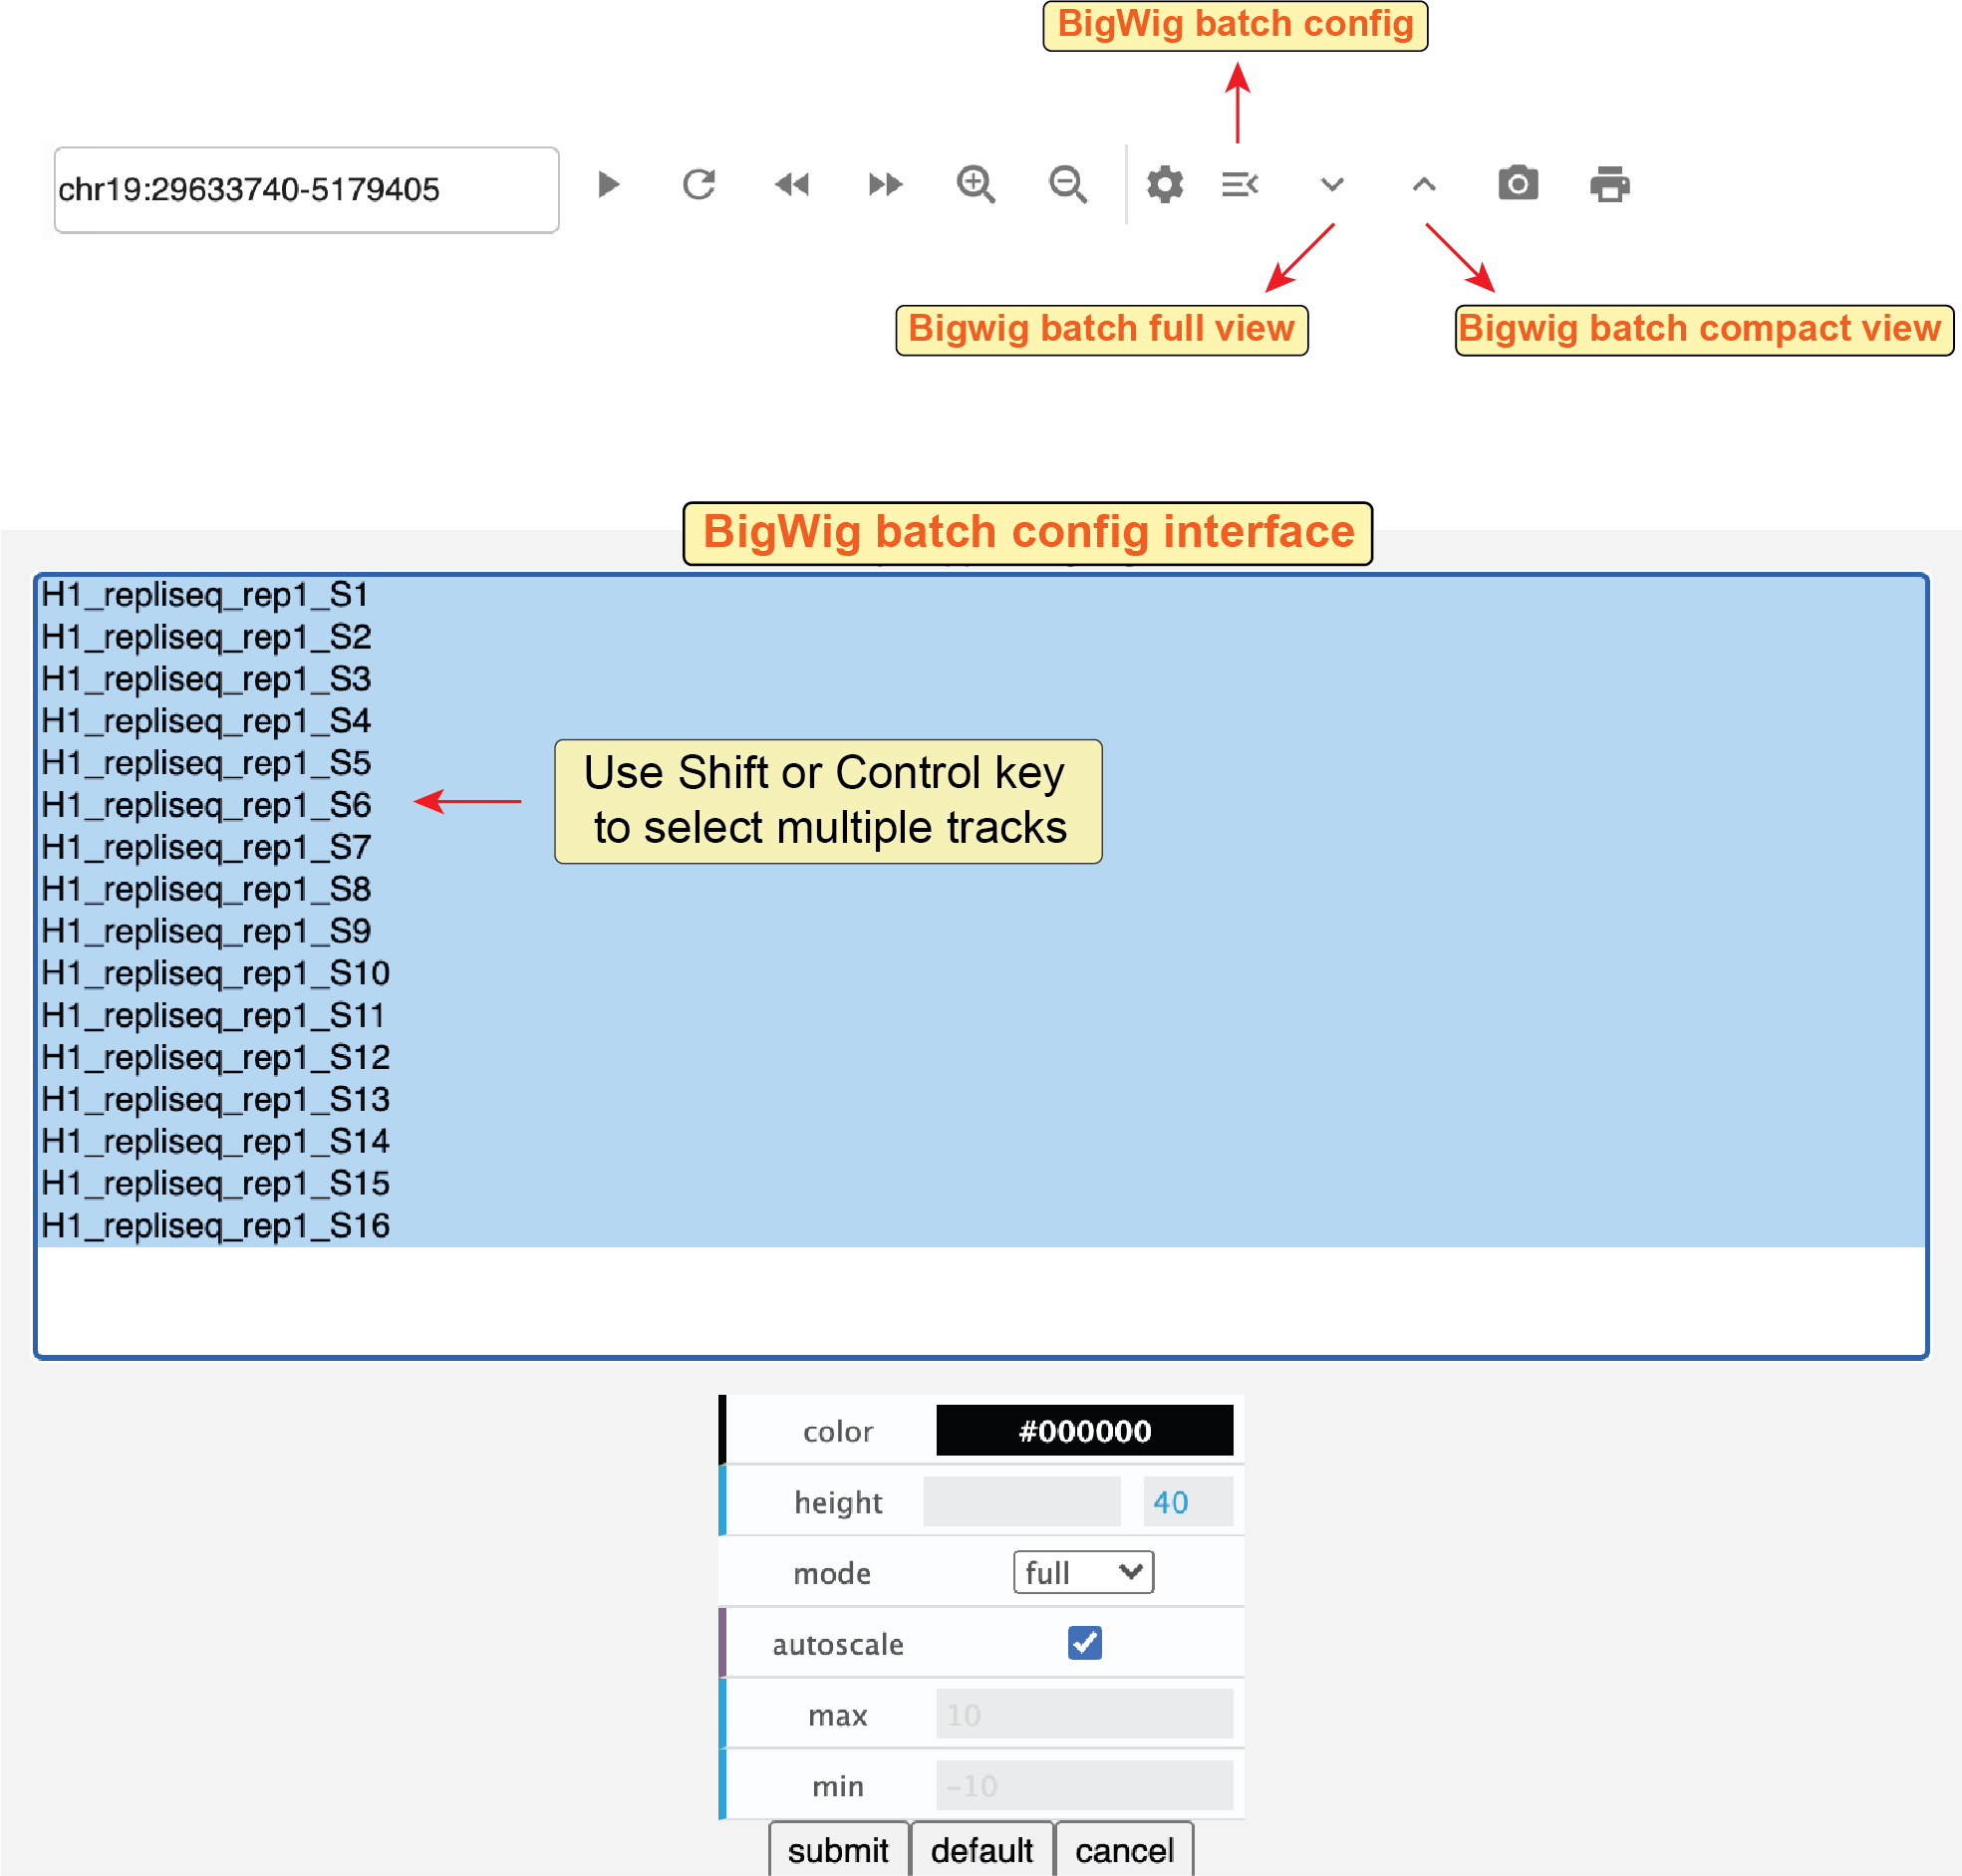 BigWig batch config
chr19:29633740-5179405
Bigwig batch full view
Bigwig batch compact view
BigWig batch config interface
H1_repliseq_rep1_S1
H1_repliseq_rep1_S2
H1_repliseq_rep1_S3
H1_repliseq_rep1_S4
H1_repliseq_rep1_S5
H1_repliseq_rep1_S6
H1_repliseq_rep1_S7
H1_repliseq_rep1_S8
H1_repliseq_rep1_S9
H1_repliseq_rep1_S10
H1_repliseq_rep1_S11
H1_repliseq_rep1_S12
H1_repliseq_rep1_S13
H1_repliseq_rep1_S14
H1_repliseq_rep1_S15
H1_repliseq_rep1_S16
Use Shift or Control key
to select multiple tracks
color #000000
height 40
mode full
autoscale
max 10
min -10
submit default cancel